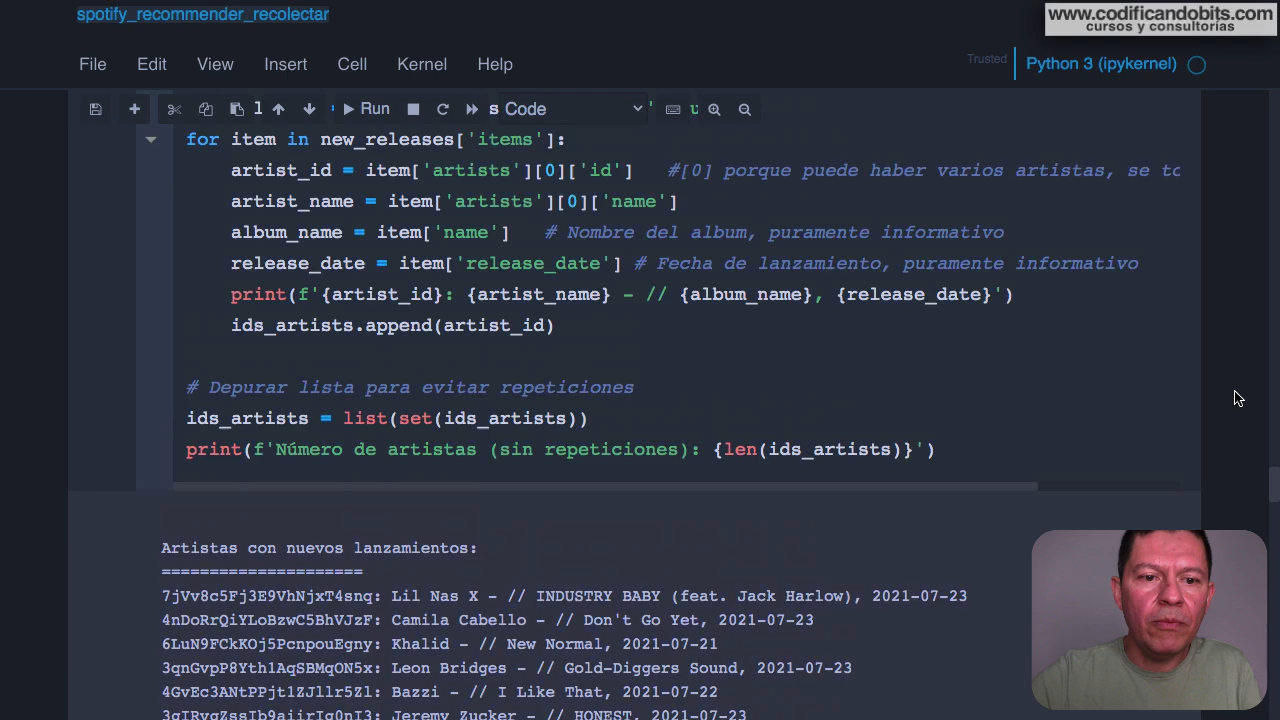 spotify_recommender_recolectar
www.codificandobits.com
cursos y consultorías
File Edit View Insert Cell Kernel Help
Trusted
Python 3 (ipykernel)
Run
Code
for item in new_releases['items']:
artist_id = item['artists'][0]['id'] #[0] porque puede haber varios artistas, se to
artist_name = item['artists'][0]['name']
album_name = item['name'] # Nombre del album, puramente informativo
release_date = item['release_date'] # Fecha de lanzamiento, puramente informativo
print(f'{artist_id}: {artist_name} - // {album_name}, {release_date}')
ids_artists.append(artist_id)
# Depurar lista para evitar repeticiones
ids_artists = list(set(ids_artists))
print(f'Número de artistas (sin repeticiones): {len(ids_artists)}')
Artistas con nuevos lanzamientos:
=====================
7jVv8c5Fj3E9VhNjxT4snq: Lil Nas X - // INDUSTRY BABY (feat. Jack Harlow), 2021-07-23
4nDoRrQiYLoBzwC5BhVJzF: Camila Cabello - // Don't Go Yet, 2021-07-23
6LuN9FCkKOj5PcnpouEgny: Khalid - // New Normal, 2021-07-21
3qnGvpP8Yth1AqSBMqON5x: Leon Bridges - // Gold-Diggers Sound, 2021-07-23
4GvEc3ANtPPjt1ZJllr5Zl: Bazzi - // I Like That, 2021-07-22
Jeremy Zucker - // HONEST, 2021-07-23